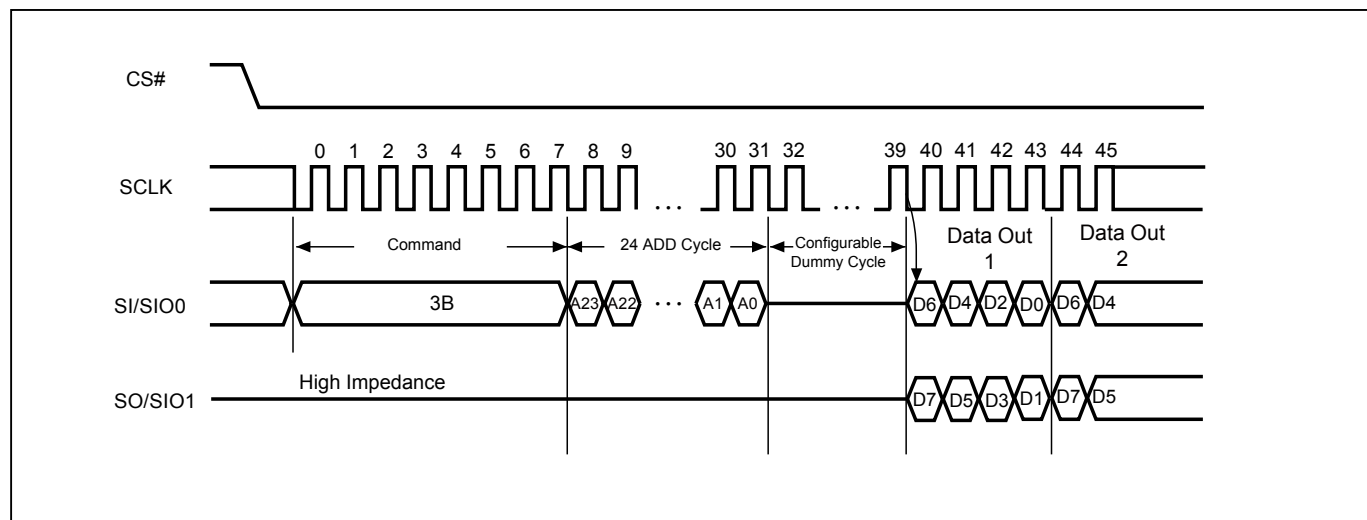 CS#
0 1 2 3 4 5 6 7 8 9 30 31 32 39 40 41 42 43 44 45
SCLK
... ...
Command 24 ADD Cycle Configurable Dummy Cycle Data Out 1 Data Out 2
SI/SIO0 3B A23 A22 ... A1 A0 D6 D4 D2 D0 D6 D4
High Impedance
SO/SIO1 D7 D5 D3 D1 D7 D5